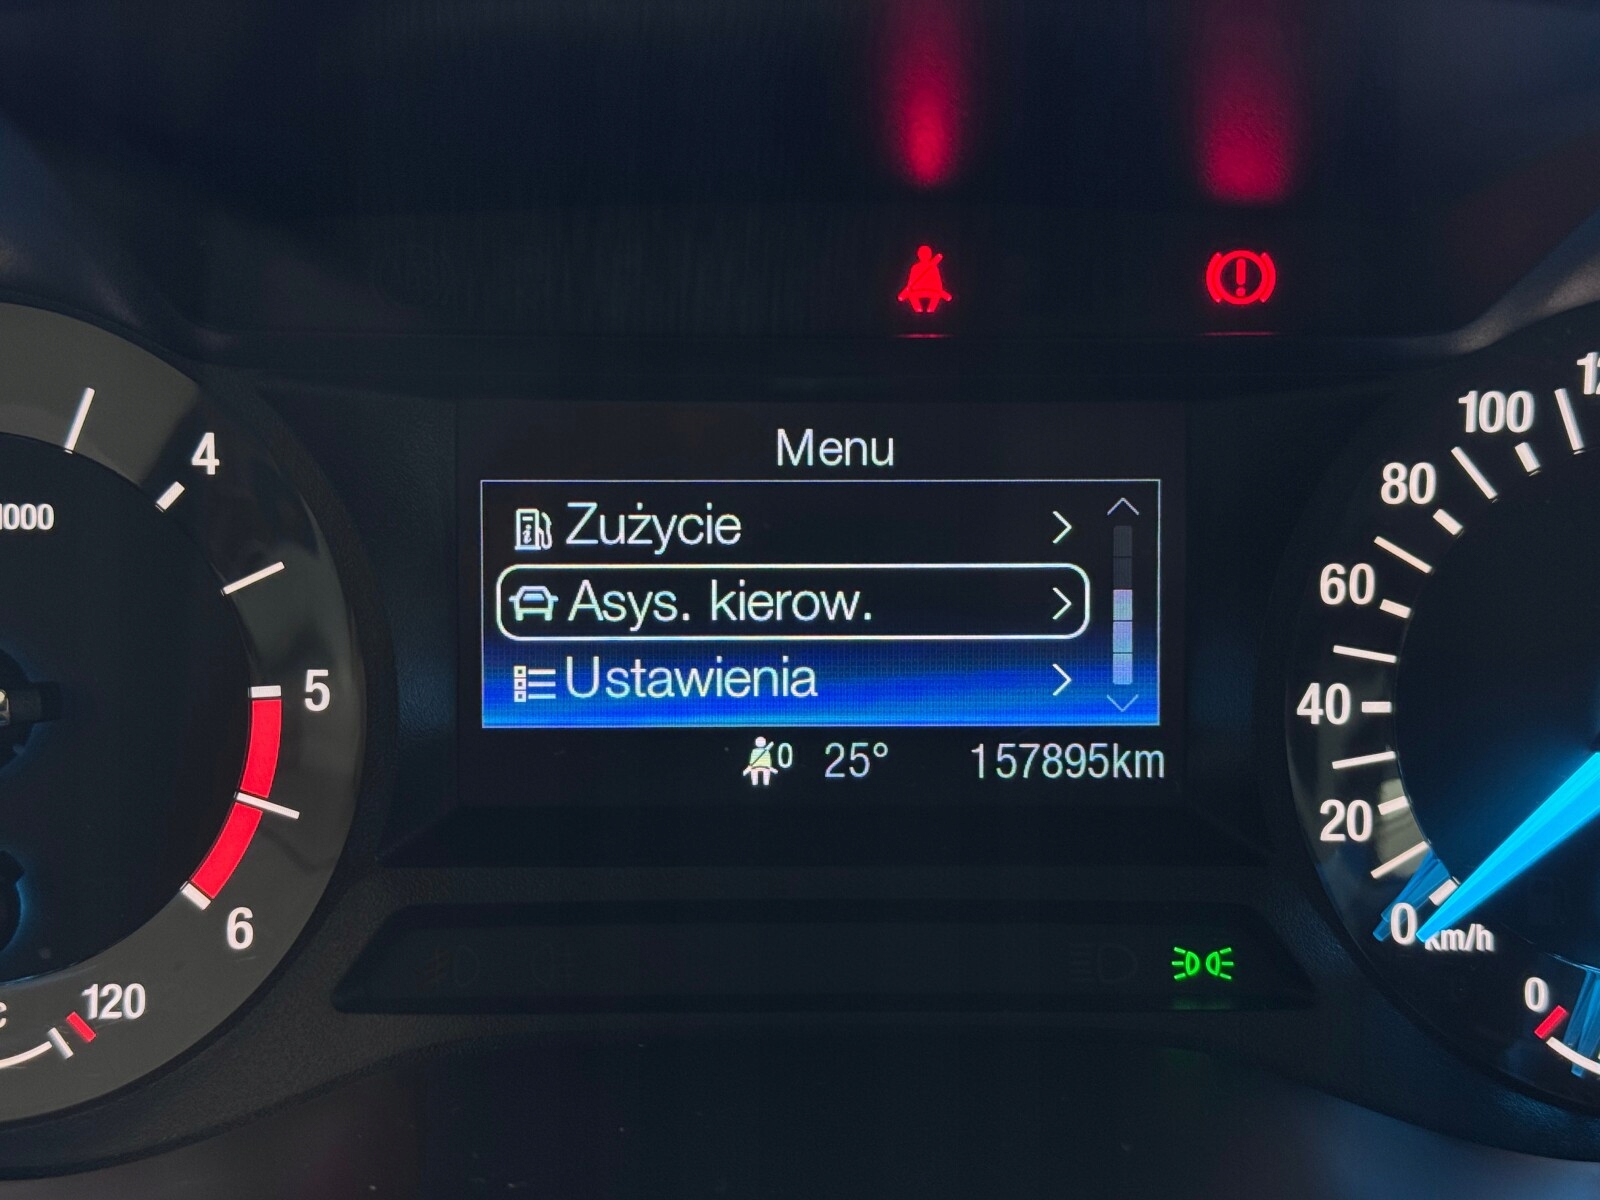 Menu
Zużycie
Asys. kierow.
Ustawienia
0 25° 157895km
4
5
6
120
100
80
60
40
20
0 km/h
0